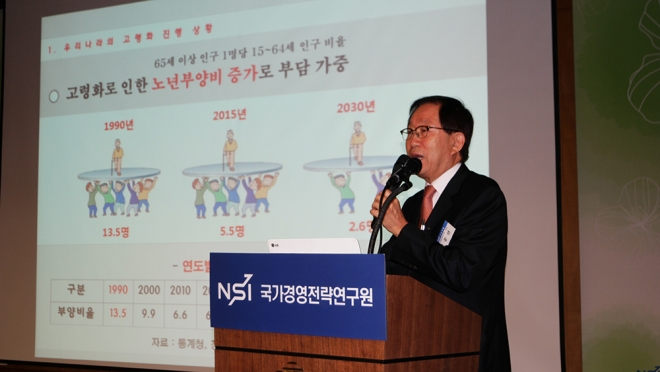 1. 우리나라의 고령화 진행 상황
65세 이상 인구 1명당 15~64세 인구 비율
고령화로 인한 노년부양비 증가로 부담 가중
1990년 2015년 2030년
13.5명 5.5명 2.6명
- 연도별
구분 1990 2000 2010
부양비율 13.5 9.9 6.6
자료 : 통계청,
NSI 국가경영전략연구원